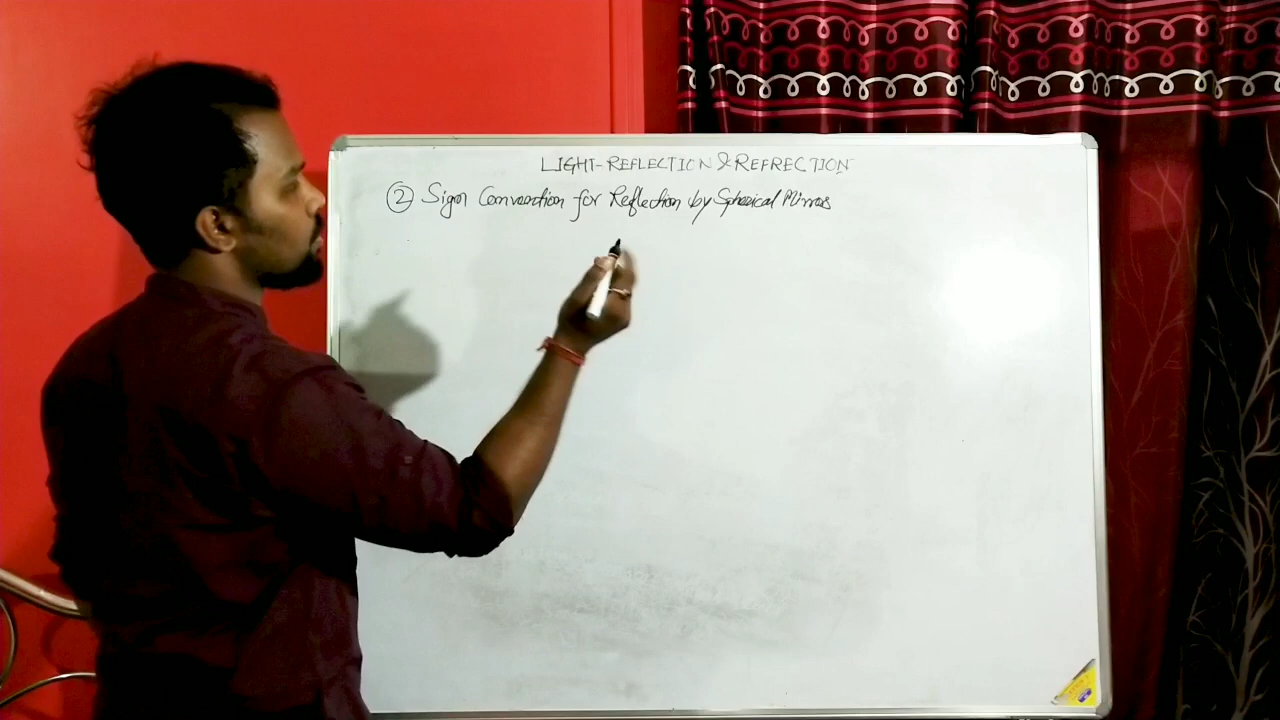 LIGHT-REFLECTION & REFRECTION
② Sign Convention for Reflection by Spherical Mirrors